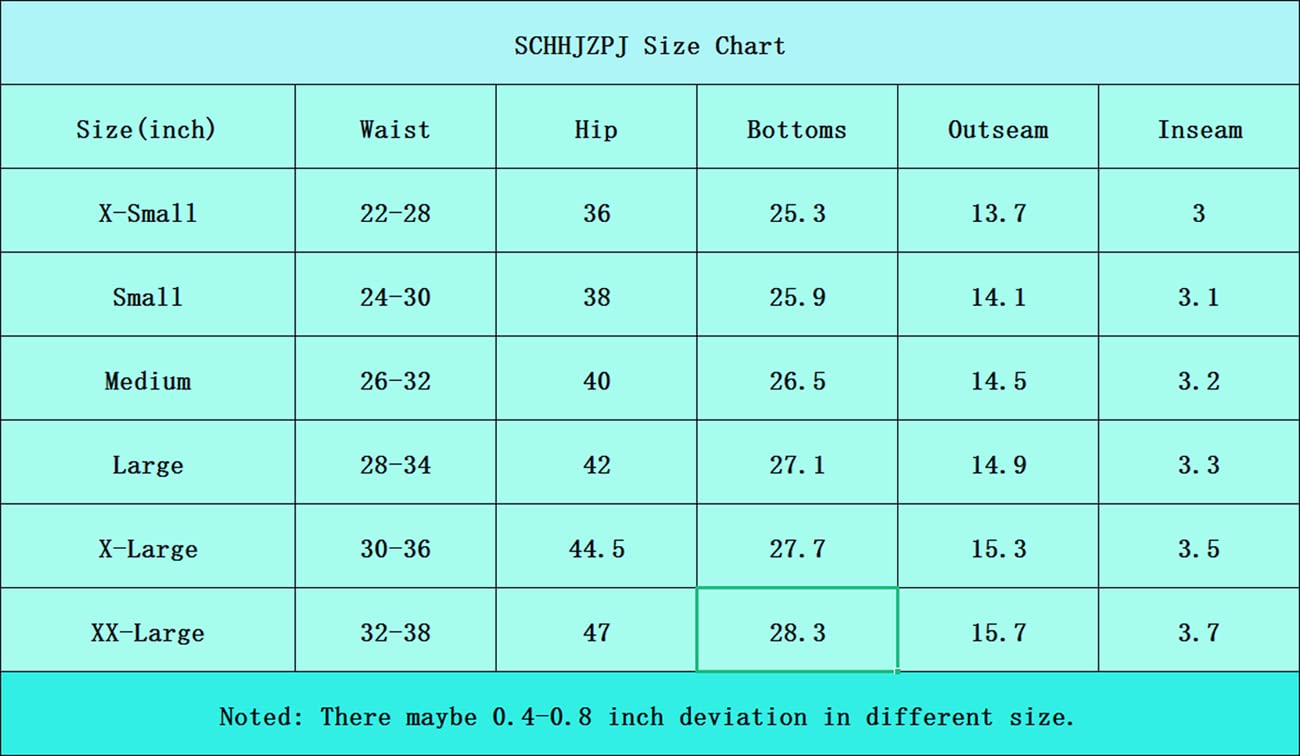 SCHHJZPJ Size Chart
Size(inch) Waist Hip Bottoms Outseam Inseam
X-Small 22-28 36 25.3 13.7 3
Small 24-30 38 25.9 14.1 3.1
Medium 26-32 40 26.5 14.5 3.2
Large 28-34 42 27.1 14.9 3.3
X-Large 30-36 44.5 27.7 15.3 3.5
XX-Large 32-38 47 28.3 15.7 3.7
Noted: There maybe 0.4-0.8 inch deviation in different size.